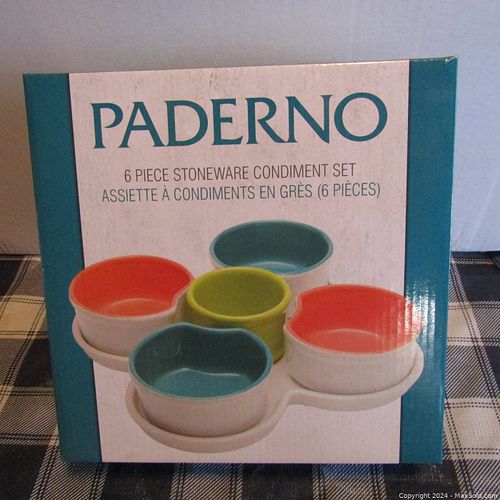 PADERNO
6 PIECE STONEWARE CONDIMENT SET
ASSIETTE À CONDIMENTS EN GRÈS (6 PIÈCES)
Copyright 2024 - MaxSold.com